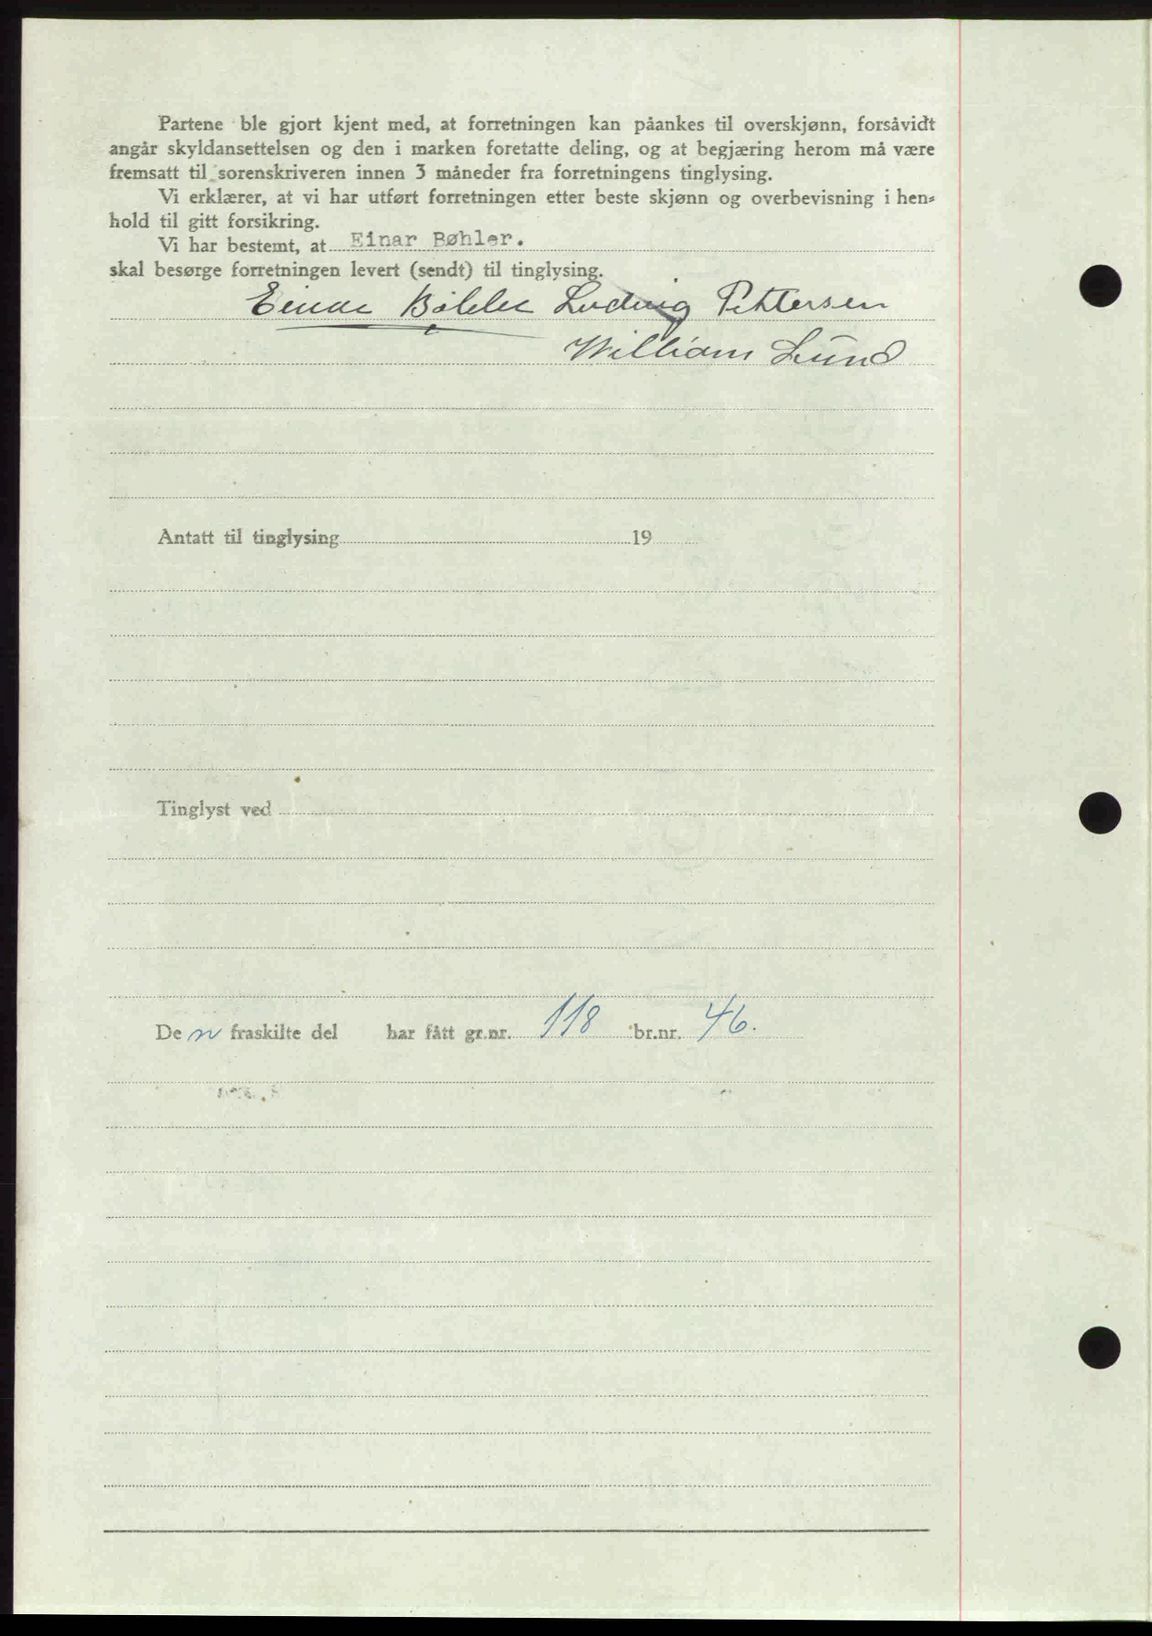 Partene ble gjort kjent med, at forretningen kan påankes til overskjønn, forsåvidt
angår skyldansettelsen og den i marken foretatte deling, og at begjæring herom må være
fremsatt til sorenskriveren innen 3 måneder fra forretningens tinglysing.
Vi erklærer, at vi har utført forretningen etter beste skjønn og overbevisning i hen-
hold til gitt forsikring.
Vi har bestemt, at Einar Bøhler.
skal besørge forretningen levert (sendt) til tinglysing.
Einar Bøhler Ludvig Pettersen
William Lund
Antatt til tinglysing 19
Tinglyst ved
De n fraskilte del har fått gr.nr. 118 br.nr. 46.